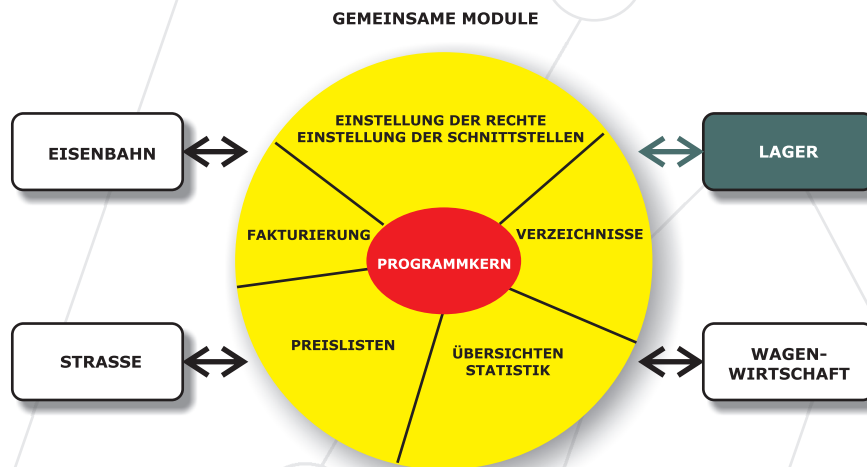 GEMEINSAME MODULE
EINSTELLUNG DER RECHTE
EINSTELLUNG DER SCHNITTSTELLEN
EISENBAHN
LAGER
FAKTURIERUNG
VERZEICHNISSE
PROGRAMMKERN
PREISLISTEN
ÜBERSICHTEN
STATISTIK
STRASSE
WAGEN-
WIRTSCHAFT